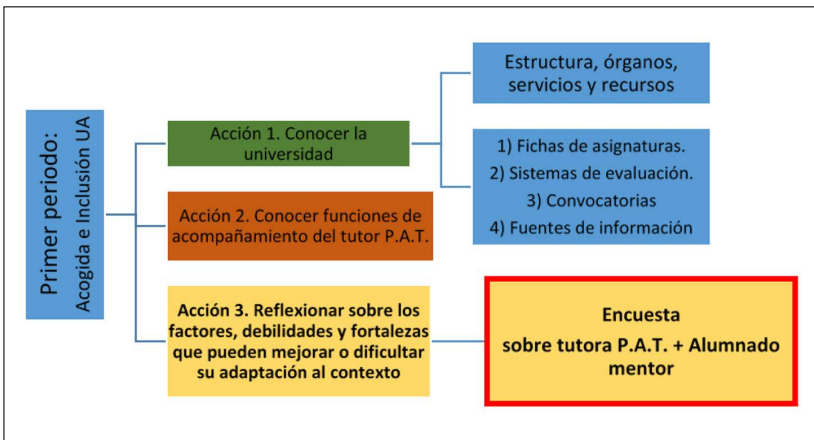 Primer periodo:
Acogida e Inclusión UA
Acción 1. Conocer la
universidad
Estructura, órganos,
servicios y recursos
1) Fichas de asignaturas.
2) Sistemas de evaluación.
3) Convocatorias
4) Fuentes de información
Acción 2. Conocer funciones de
acompañamiento del tutor P.A.T.
Acción 3. Reflexionar sobre los
factores, debilidades y fortalezas
que pueden mejorar o dificultar
su adaptación al contexto
Encuesta
sobre tutora P.A.T. + Alumnado
mentor